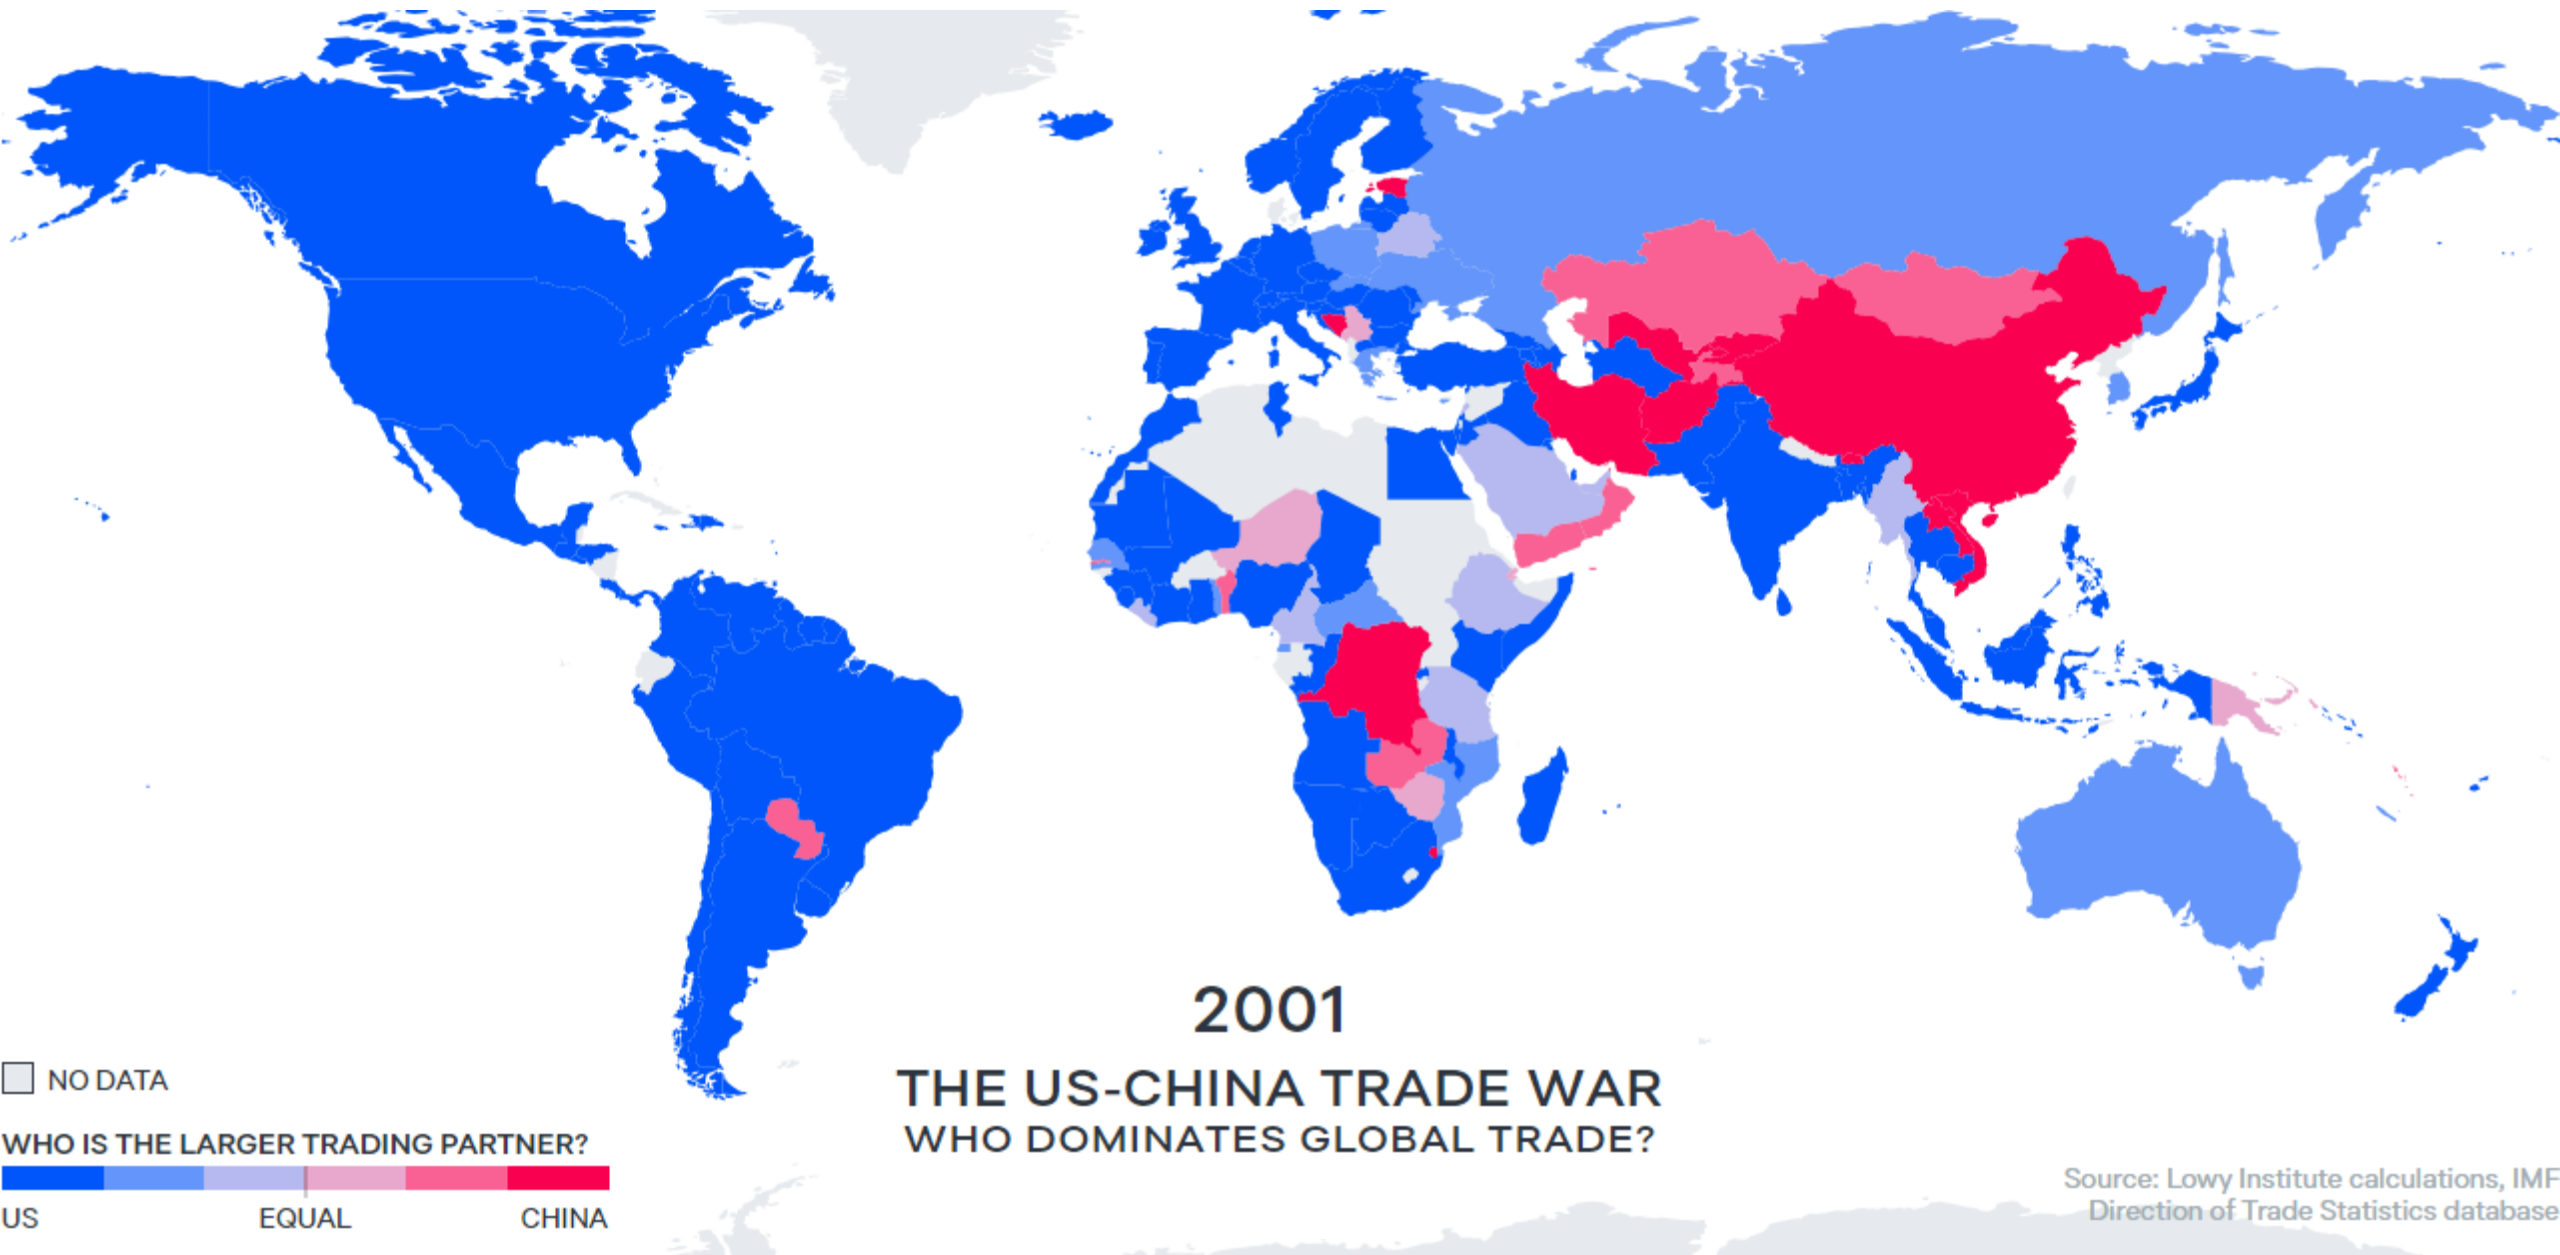 2001
THE US-CHINA TRADE WAR
WHO DOMINATES GLOBAL TRADE?
NO DATA
WHO IS THE LARGER TRADING PARTNER?
US EQUAL CHINA
Source: Lowy Institute calculations, IMF
Direction of Trade Statistics database